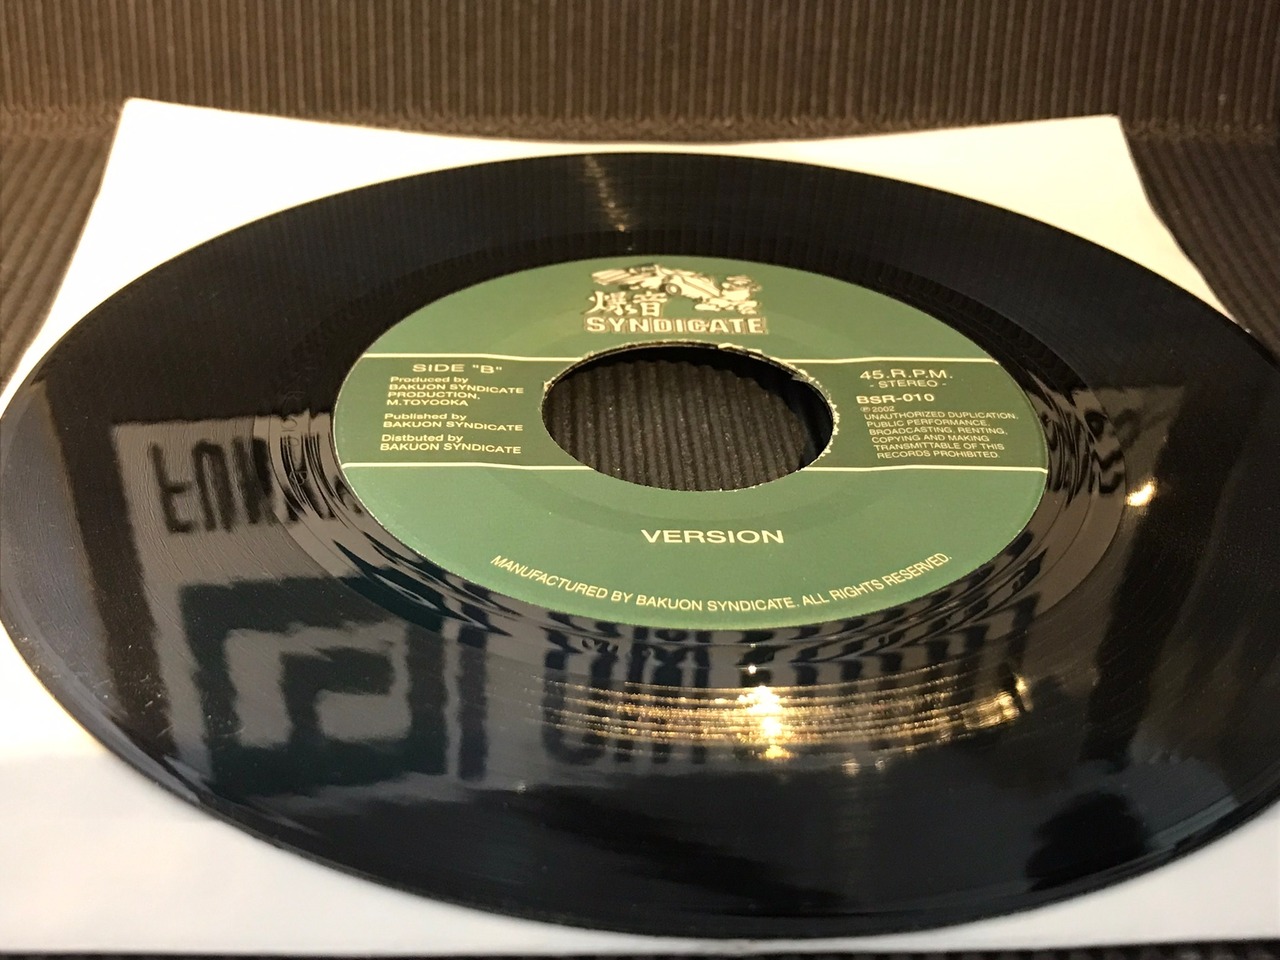 爆音
SYNDICATE
SIDE "B"
Produced by
BAKUON SYNDICATE
PRODUCTION.
M.TOYOOKA
Published by
BAKUON SYNDICATE
Distbuted by
BAKUON SYNDICATE
45.R.P.M.
- STEREO -
BSR-010
℗ 2002
UNAUTHORIZED DUPLICATION.
PUBLIC PERFORMANCE.
BROADCASTING, RENTING,
COPYING AND MAKING
TRANSMITTABLE OF THIS
RECORDS PROHIBITED.
VERSION
MANUFACTURED BY BAKUON SYNDICATE. ALL RIGHTS RESERVED.